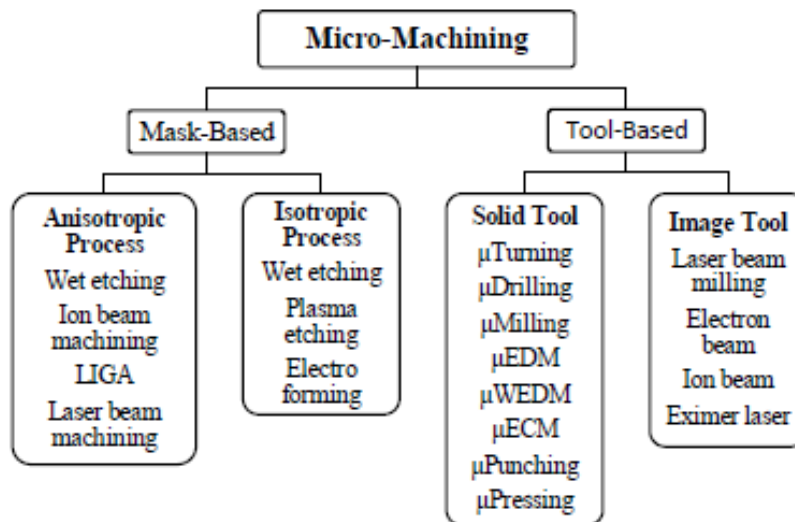 Micro-Machining
Mask-Based
Tool-Based
Anisotropic
Process
Wet etching
Ion beam
machining
LIGA
Laser beam
machining
Isotropic
Process
Wet etching
Plasma
etching
Electro
forming
Solid Tool
μTurning
μDrilling
μMilling
μEDM
μWEDM
μECM
μPunching
μPressing
Image Tool
Laser beam
milling
Electron
beam
Ion beam
Eximer laser